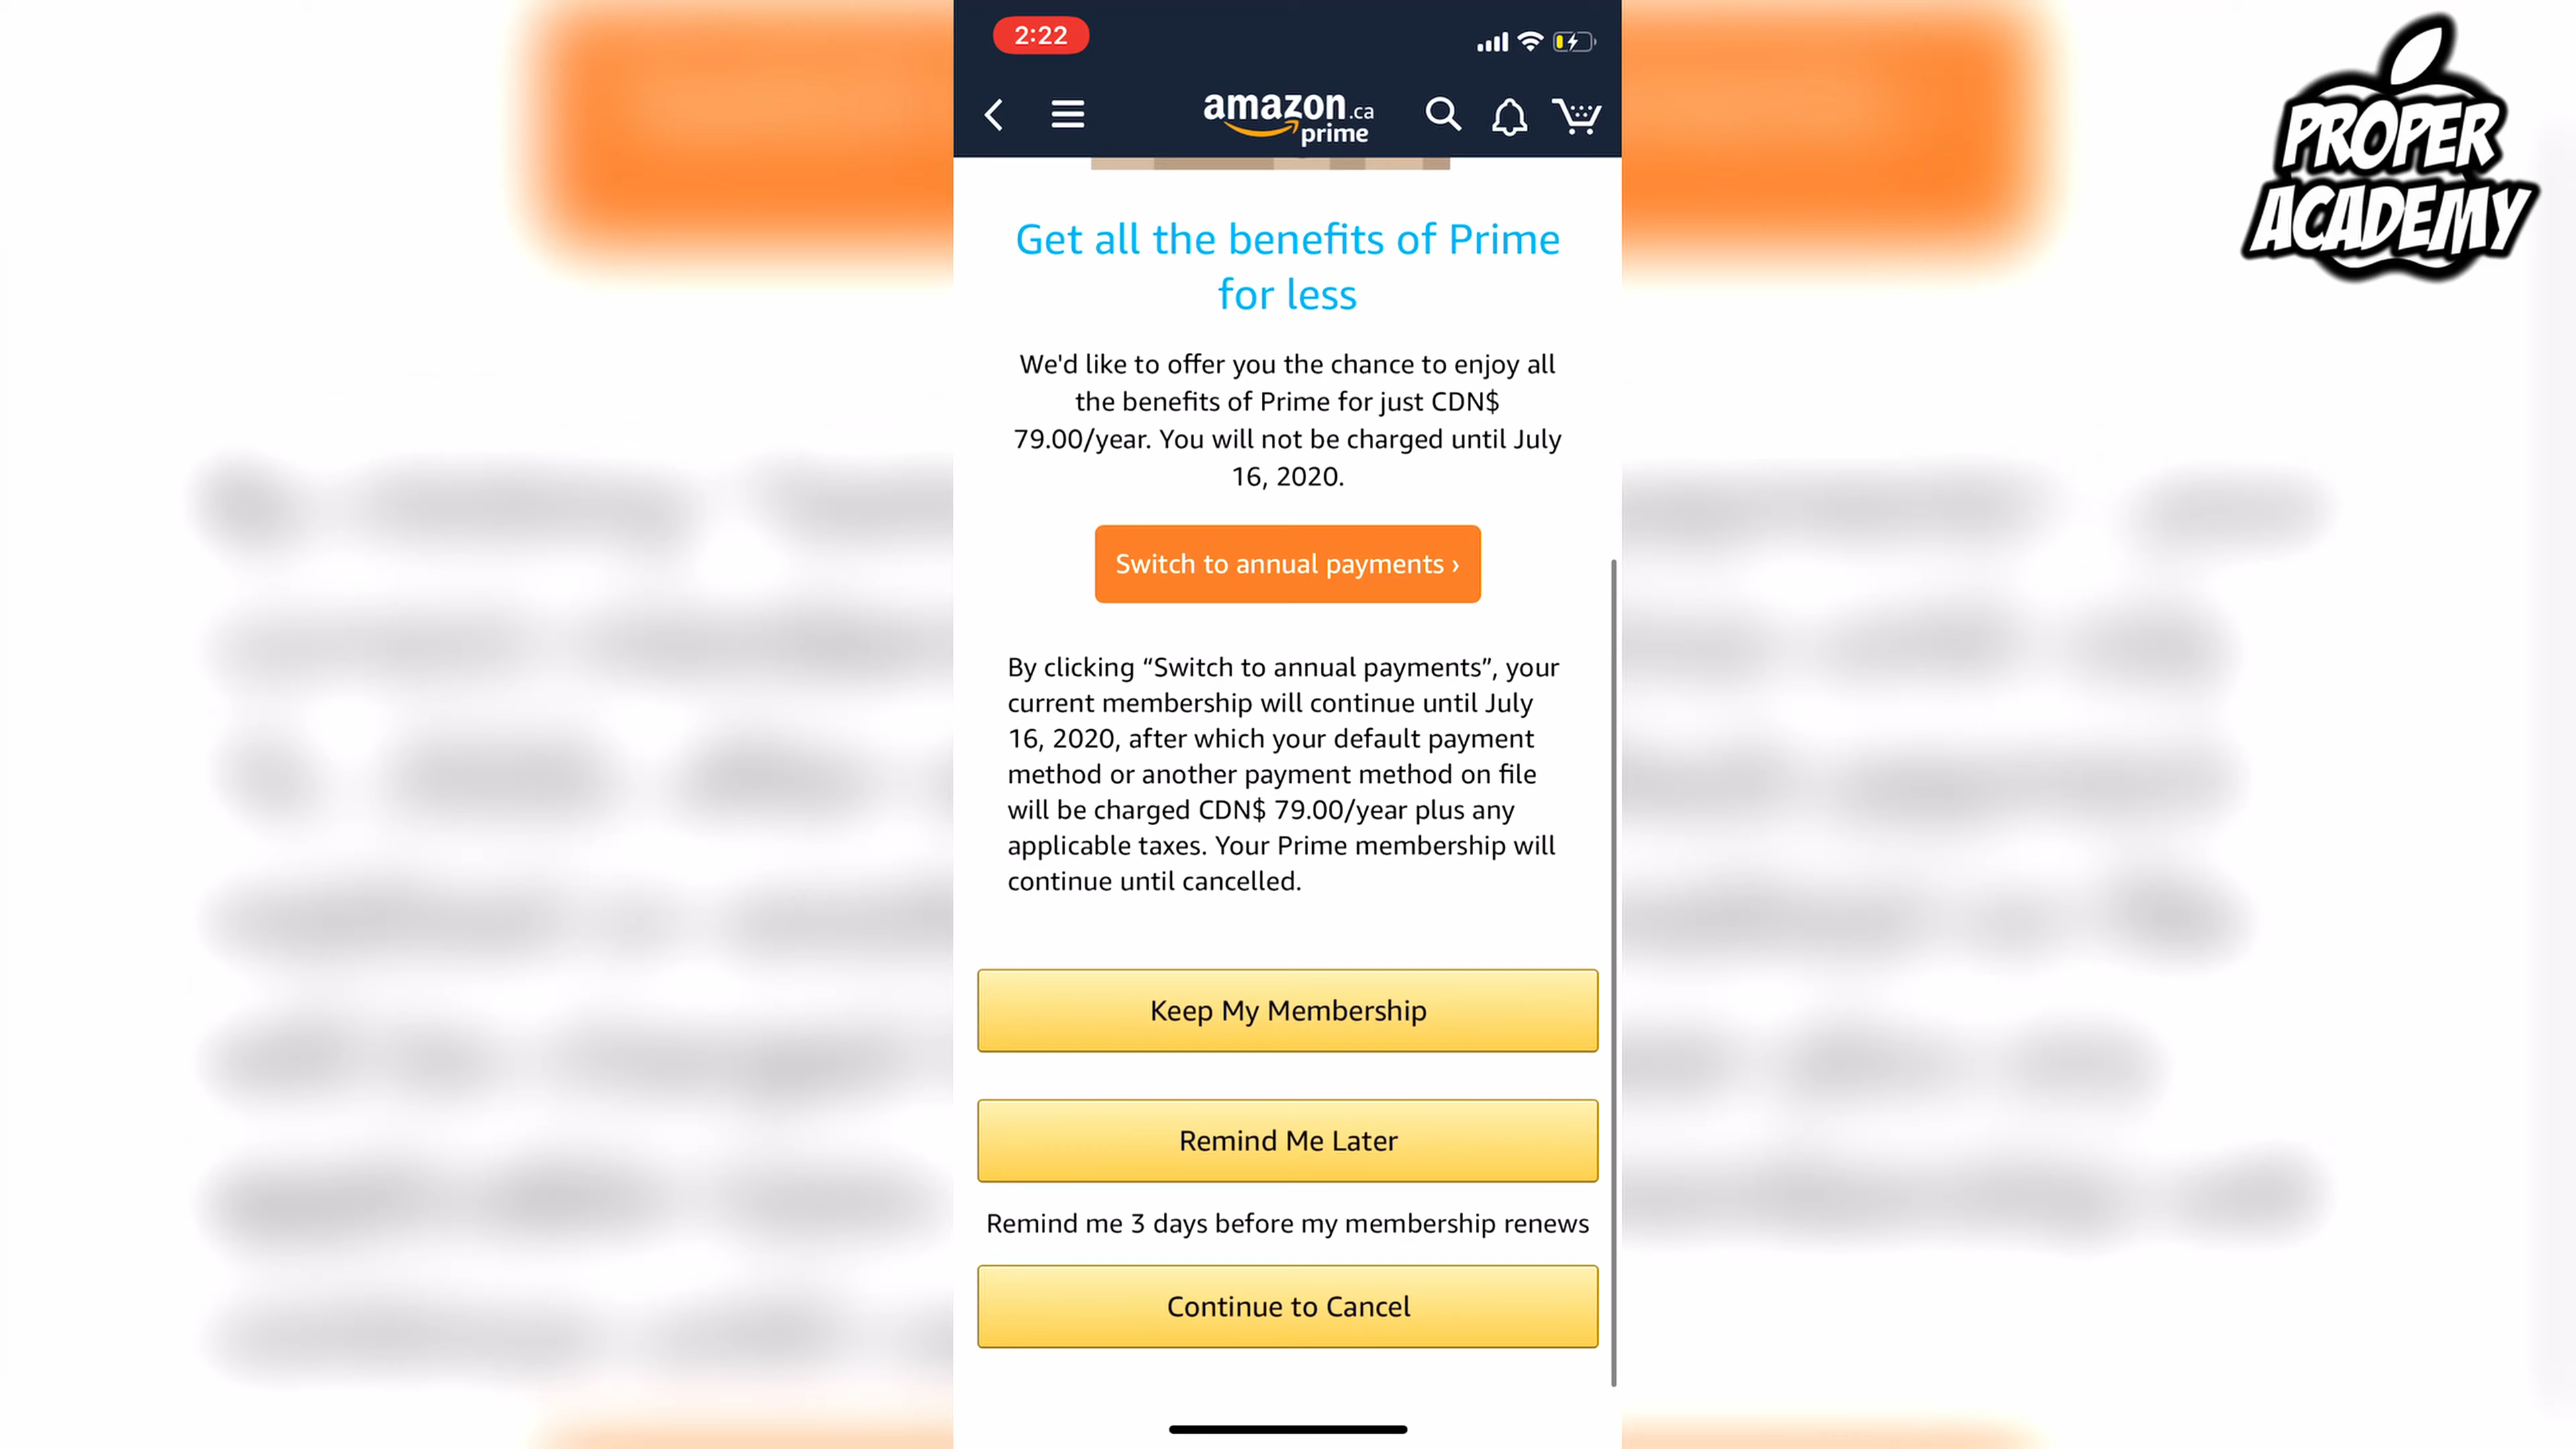 2:22
amazon.ca
prime
PROPER
ACADEMY
Get all the benefits of Prime
for less
We'd like to offer you the chance to enjoy all
the benefits of Prime for just CDN$
79.00/year. You will not be charged until July
16, 2020.
Switch to annual payments ›
By clicking “Switch to annual payments”, your
current membership will continue until July
16, 2020, after which your default payment
method or another payment method on file
will be charged CDN$ 79.00/year plus any
applicable taxes. Your Prime membership will
continue until cancelled.
Keep My Membership
Remind Me Later
Remind me 3 days before my membership renews
Continue to Cancel